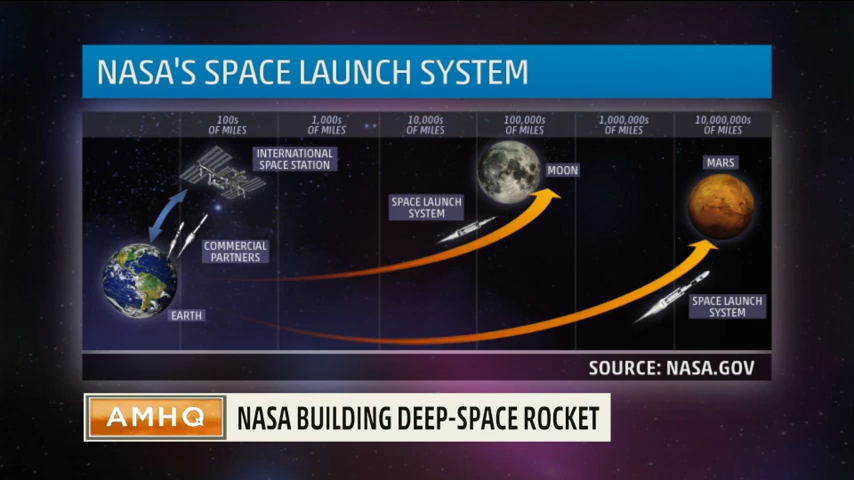 NASA'S SPACE LAUNCH SYSTEM
100s
OF MILES
1,000s
OF MILES
10,000s
OF MILES
100,000s
OF MILES
1,000,000s
OF MILES
10,000,000s
OF MILES
INTERNATIONAL
SPACE STATION
MOON
MARS
SPACE LAUNCH
SYSTEM
COMMERCIAL
PARTNERS
SPACE LAUNCH
SYSTEM
EARTH
SOURCE: NASA.GOV
AMHQ
NASA BUILDING DEEP-SPACE ROCKET